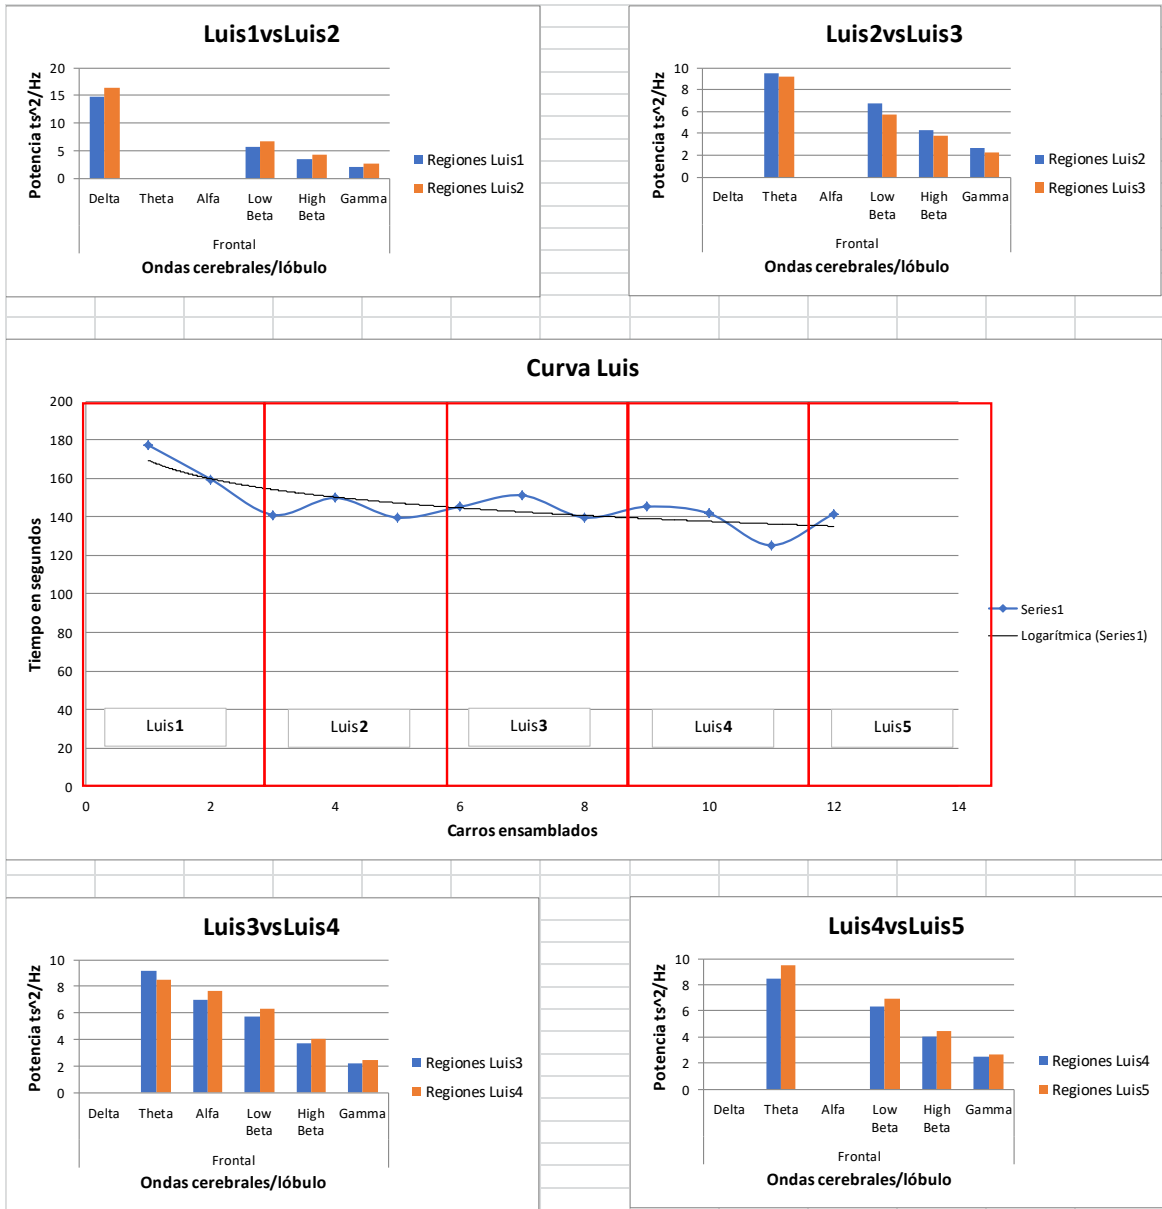 Luis1vsLuis2
Potencia ts^2/Hz
20
15
10
5
0
Delta Theta Alfa Low Beta High Beta Gamma
Frontal
Ondas cerebrales/lóbulo
Regiones Luis1
Regiones Luis2
Luis2vsLuis3
Potencia ts^2/Hz
10
8
6
4
2
0
Delta Theta Alfa Low Beta High Beta Gamma
Frontal
Ondas cerebrales/lóbulo
Regiones Luis2
Regiones Luis3
Curva Luis
Tiempo en segundos
200
180
160
140
120
100
80
60
40
20
0
Luis1 Luis2 Luis3 Luis4 Luis5
0 2 4 6 8 10 12 14
Carros ensamblados
Series1
Logarítmica (Series1)
Luis3vsLuis4
Potencia ts^2/Hz
10
8
6
4
2
0
Delta Theta Alfa Low Beta High Beta Gamma
Frontal
Ondas cerebrales/lóbulo
Regiones Luis3
Regiones Luis4
Luis4vsLuis5
Potencia ts^2/Hz
10
8
6
4
2
0
Delta Theta Alfa Low Beta High Beta Gamma
Frontal
Ondas cerebrales/lóbulo
Regiones Luis4
Regiones Luis5